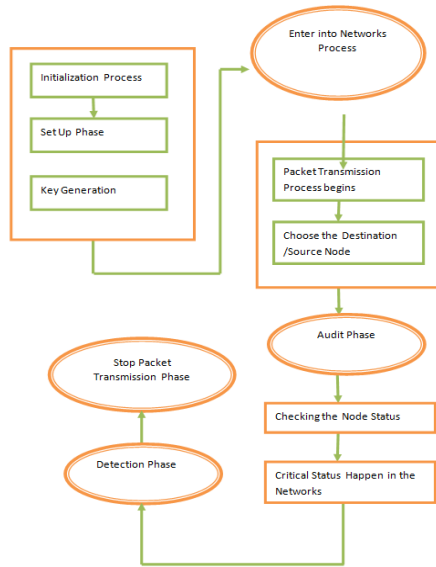 Initialization Process
Set Up Phase
Key Generation
Enter into Networks
Process
Packet Transmission
Process begins
Choose the Destination
/Source Node
Audit Phase
Checking the Node Status
Critical Status Happen in the
Networks
Detection Phase
Stop Packet
Transmission Phase